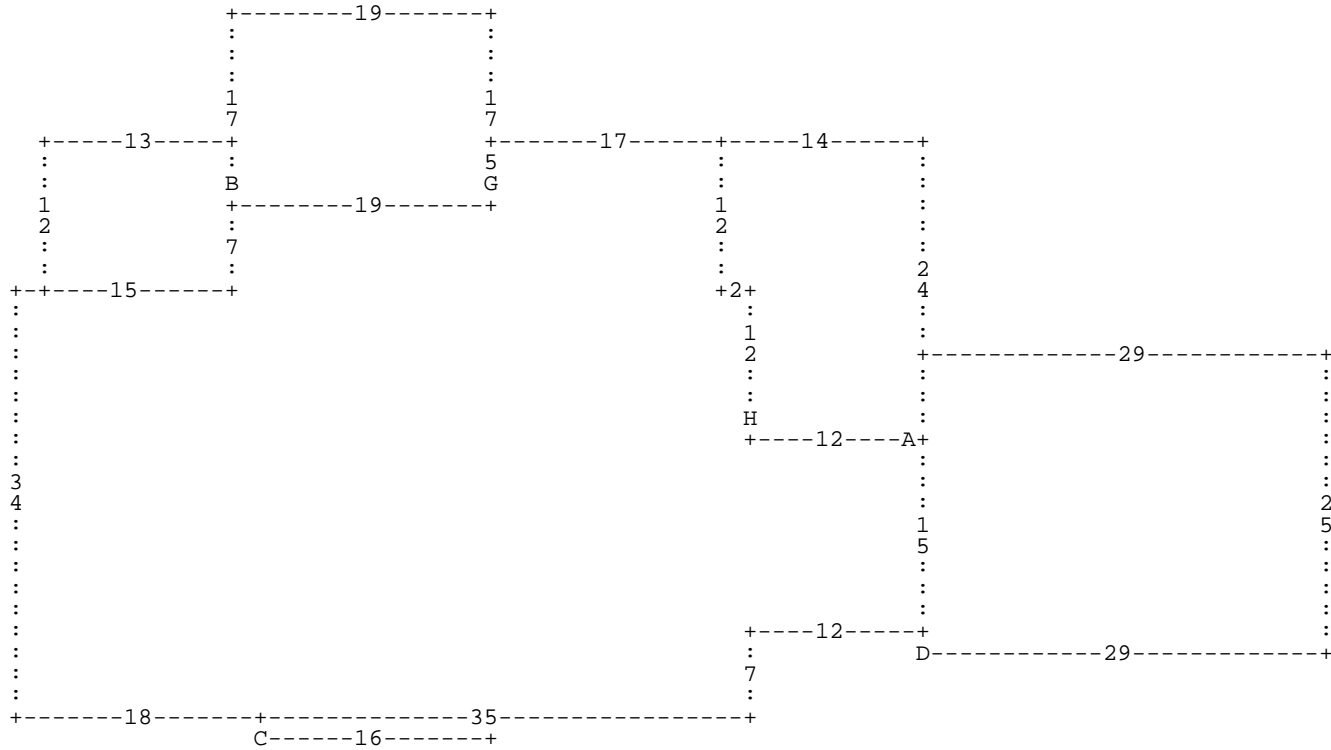 +--------19-------+
               :                 :
               :                 :
               :                 :
               1                 1
               7                 7
  +-----13-----+                 +-------17------+-----14------+
  :            :                 5               :             :
  :            B                 G               :             :
  1            +--------19-------+               1             :
  2            :                                 2             :
  :            7                                 :             :
  :            :                                 :             2
+-+----15------+                                 +2+           4
:                                                  :           :
:                                                  1           :
:                                                  2           +-------------29------------+
:                                                  :           :                           :
:                                                  :           :                           :
:                                                  H           :                           :
:                                                  +----12----A+                           :
:                                                              :                           :
3                                                              :                           :
4                                                              :                           2
:                                                              1                           5
:                                                              5                           :
:                                                              :                           :
:                                                              :                           :
:                                                              :                           :
:                                                  +----12-----+                           :
:                                                  :           D------------29-------------+
:                                                  7
:                                                  :
+-------18-------+--------------35-----------------+
                 C------16-------+